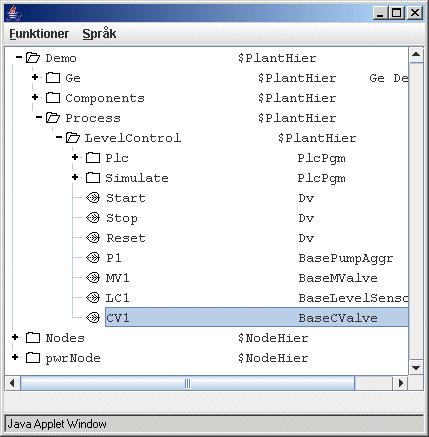 Funktioner Språk
Demo $PlantHier
Ge $PlantHier Ge De
Components $PlantHier
Process $PlantHier
LevelControl $PlantHier
Plc PlcPgm
Simulate PlcPgm
Start Dv
Stop Dv
Reset Dv
P1 BasePumpAggr
MV1 BaseMValve
LC1 BaseLevelSenso
CV1 BaseCValve
Nodes $NodeHier
pwrNode $NodeHier
Java Applet Window